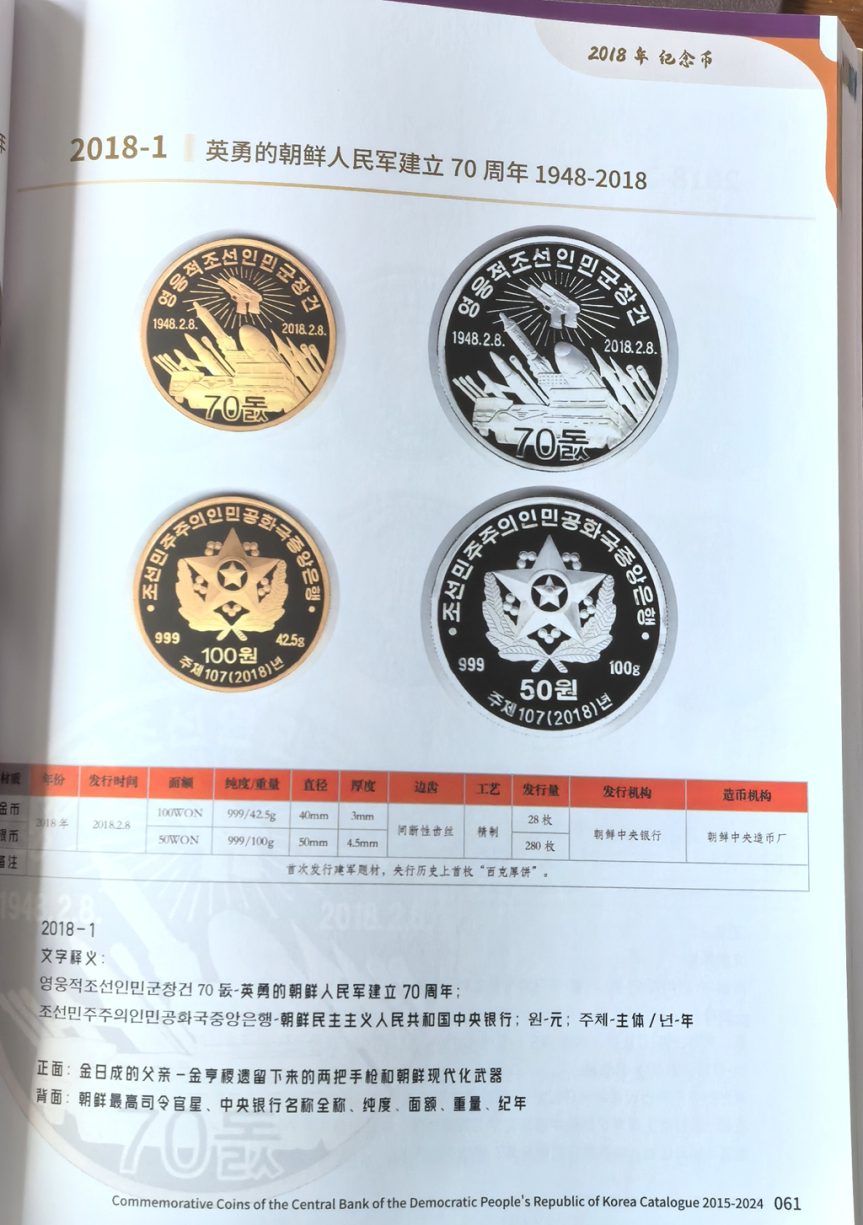 2018 年 纪念币
2018-1 英勇的朝鲜人民军建立 70 周年 1948-2018
영웅적조선인민군창건
1948.2.8. 2018.2.8.
70돐
영웅적조선인민군창건
1948.2.8. 2018.2.8.
70돐
조선민주주의인민공화국중앙은행
999 42.5g
100원
주체107(2018)년
조선민주주의인민공화국중앙은행
999 100g
50원
주체107(2018)년
材质 年份 发行时间 面额 纯度/重量 直径 厚度 边齿 工艺 发行量 发行机构 造币机构
金币 2018 年 2018.2.8 100WON 999/42.5g 40mm 3mm 间断性齿丝 精制 28 枚 朝鲜中央银行 朝鲜中央造币厂
银币 50WON 999/100g 50mm 4.5mm 280 枚
备注 首次发行建军题材，央行历史上首枚“百克厚饼”。
1948.2.8. 2018.2.8.
2018-1
文字释义：
영웅적조선인민군창건 70 돐-英勇的朝鲜人民军建立 70 周年；
조선민주주의인민공화국중앙은행-朝鲜民主主义人民共和国中央银行；원-元；주체-主体 / 년-年
正面：金日成的父亲－金亨稷遗留下来的两把手枪和朝鲜现代化武器
背面：朝鲜最高司令官星、中央银行名称全称、纯度、面额、重量、纪年
70돐
Commemorative Coins of the Central Bank of the Democratic People's Republic of Korea Catalogue 2015-2024 061